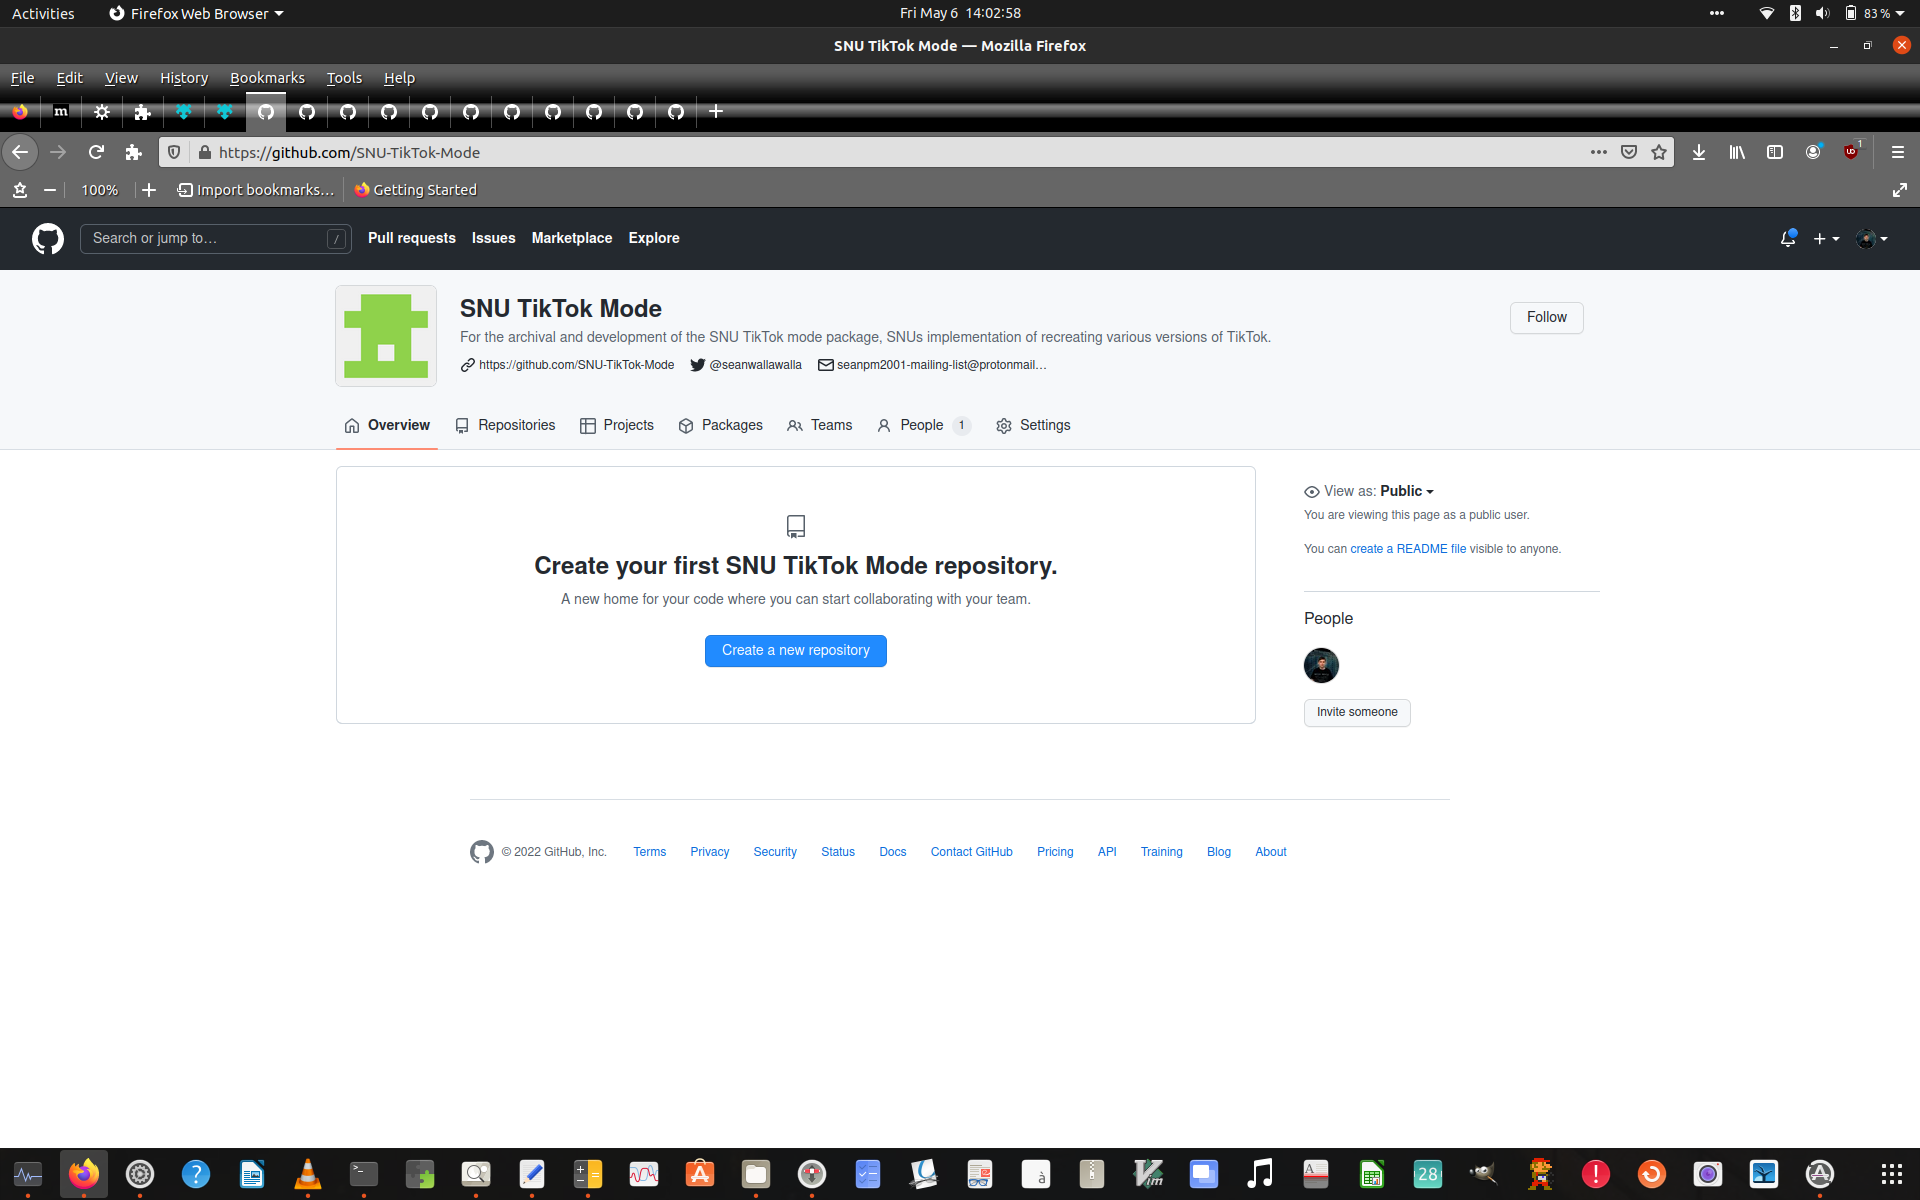 Activities Firefox Web Browser Fri May 6 14:02:58 83 %
SNU TikTok Mode — Mozilla Firefox
File Edit View History Bookmarks Tools Help
m
https://github.com/SNU-TikTok-Mode 1
100% Import bookmarks... Getting Started
Search or jump to... / Pull requests Issues Marketplace Explore
SNU TikTok Mode
Follow
For the archival and development of the SNU TikTok mode package, SNUs implementation of recreating various versions of TikTok.
https://github.com/SNU-TikTok-Mode @seanwallawalla seanpm2001-mailing-list@protonmail...
Overview Repositories Projects Packages Teams People 1 Settings
View as: Public
You are viewing this page as a public user.
You can create a README file visible to anyone.
Create your first SNU TikTok Mode repository.
A new home for your code where you can start collaborating with your team.
Create a new repository
People
Invite someone
© 2022 GitHub, Inc. Terms Privacy Security Status Docs Contact GitHub Pricing API Training Blog About
28